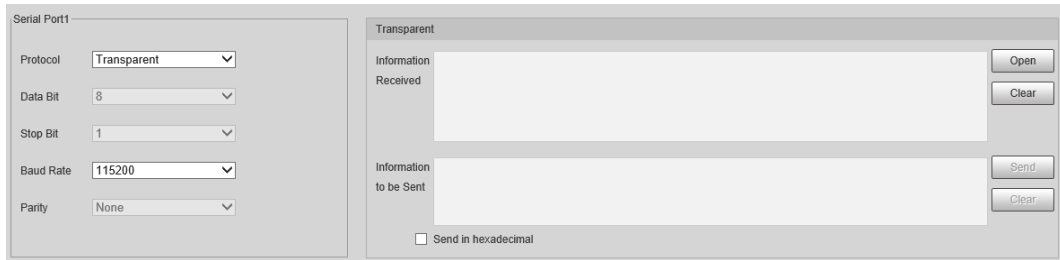 Serial Port1
Protocol Transparent
Data Bit 8
Stop Bit 1
Baud Rate 115200
Parity None
Transparent
Information
Received
Open
Clear
Information
to be Sent
Send
Clear
Send in hexadecimal